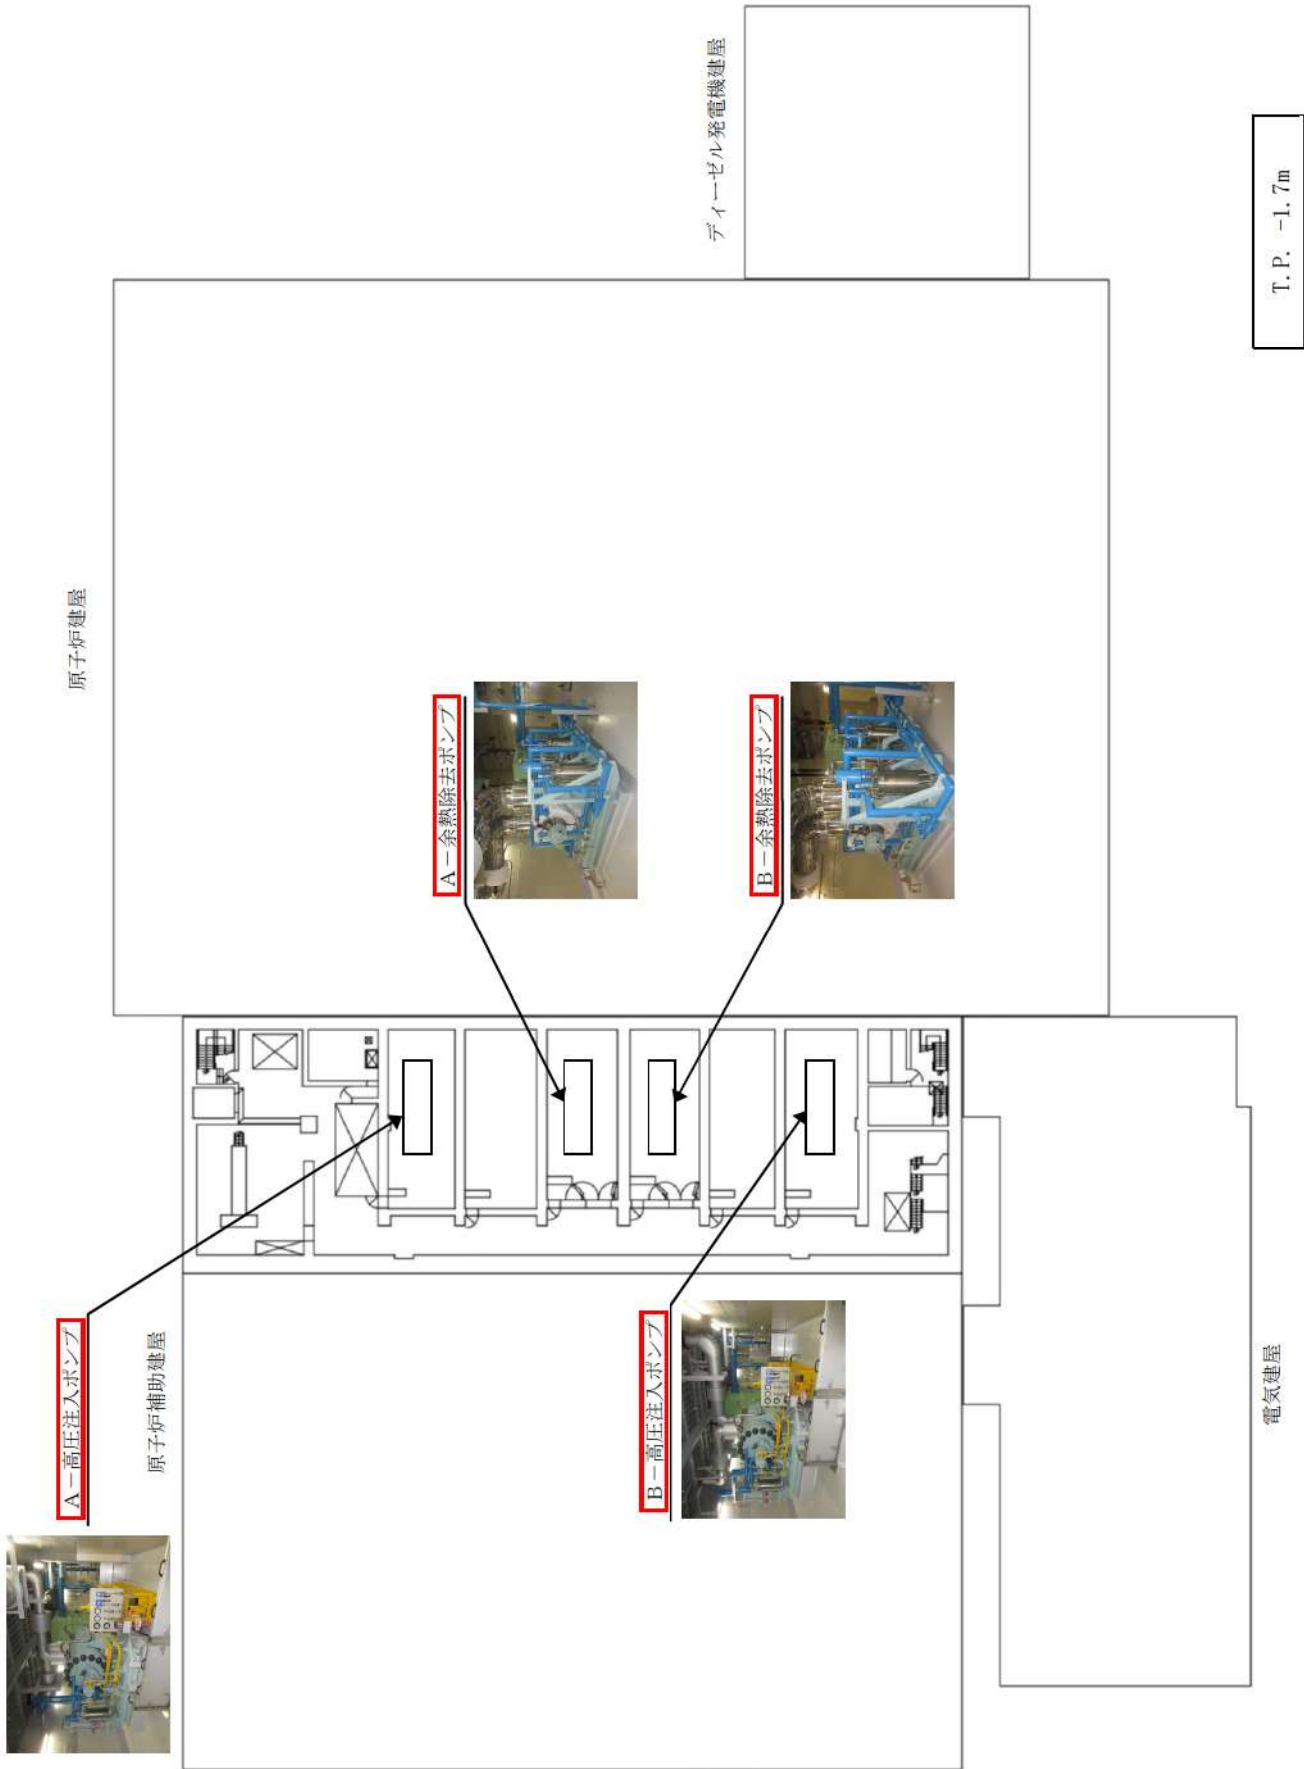 原子炉建屋
ディーゼル発電機建屋
A-余熱除去ポンプ
B-余熱除去ポンプ
A-高圧注入ポンプ
原子炉補助建屋
B-高圧注入ポンプ
電気建屋
T.P. -1.7m